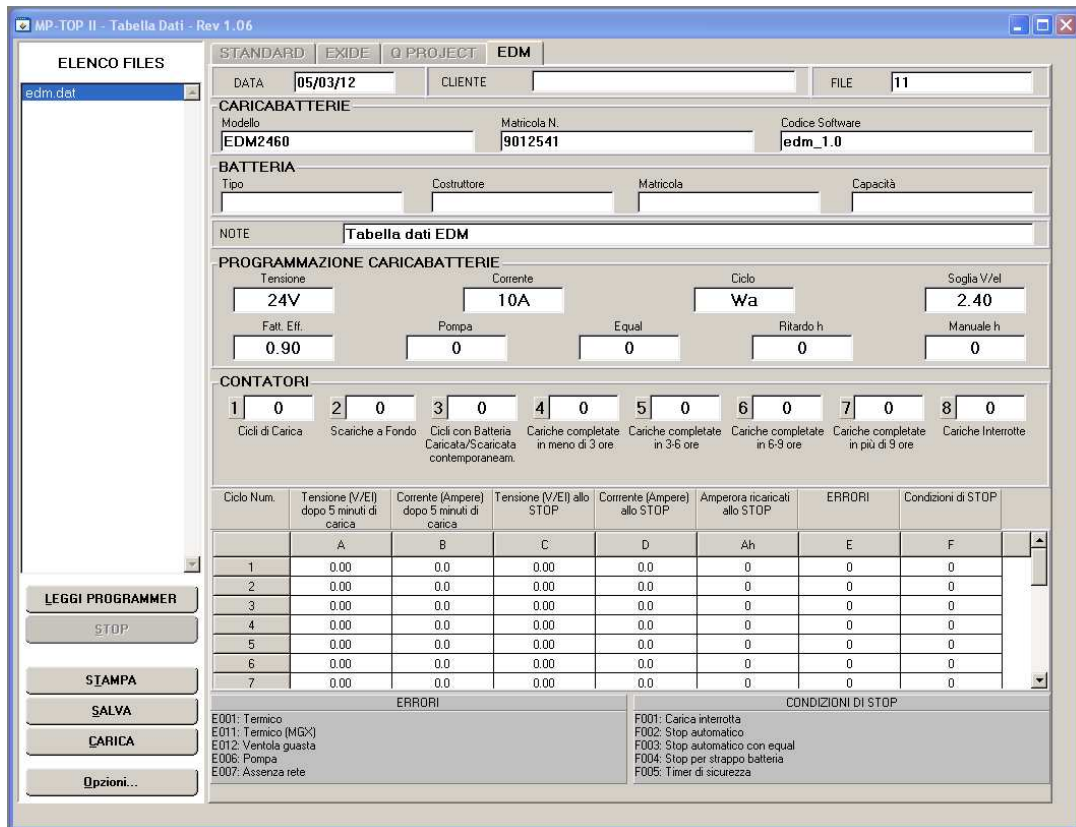 MP-TOP II - Tabella Dati - Rev 1.06
ELENCO FILES
edm.dat
LEGGI PROGRAMMER
STOP
STAMPA
SALVA
CARICA
Opzioni...
STANDARD EXIDE Q PROJECT EDM
DATA 05/03/12 CLIENTE FILE 11
CARICABATTERIE
Modello Matricola N. Codice Software
EDM2460 9012541 edm_1.0
BATTERIA
Tipo Costruttore Matricola Capacità
NOTE Tabella dati EDM
PROGRAMMAZIONE CARICABATTERIE
Tensione Corrente Ciclo Soglia V/el
24V 10A Wa 2.40
Fatt. Eff. Pompa Equal Ritardo h Manuale h
0.90 0 0 0 0
CONTATORI
1 0 2 0 3 0 4 0 5 0 6 0 7 0 8 0
Cicli di Carica Scariche a Fondo Cicli con Batteria Cariche completate Cariche completate Cariche completate Cariche completate Cariche Interrotte
Caricata/Scaricata in meno di 3 ore in 3-6 ore in 6-9 ore in più di 9 ore
contemporaneam.
Ciclo Num. Tensione (V/El) Corrente (Ampere) Tensione (V/El) allo Corrrente (Ampere) Amperora ricaricati ERRORI Condizioni di STOP
dopo 5 minuti di dopo 5 minuti di STOP allo STOP allo STOP
carica carica
A B C D Ah E F
1 0.00 0.0 0.00 0.0 0 0 0
2 0.00 0.0 0.00 0.0 0 0 0
3 0.00 0.0 0.00 0.0 0 0 0
4 0.00 0.0 0.00 0.0 0 0 0
5 0.00 0.0 0.00 0.0 0 0 0
6 0.00 0.0 0.00 0.0 0 0 0
7 0.00 0.0 0.00 0.0 0 0 0
ERRORI
E001: Termico
E011: Termico (MGX)
E012: Ventola guasta
E006: Pompa
E007: Assenza rete
CONDIZIONI DI STOP
F001: Carica interrotta
F002: Stop automatico
F003: Stop automatico con equal
F004: Stop per strappo batteria
F005: Timer di sicurezza